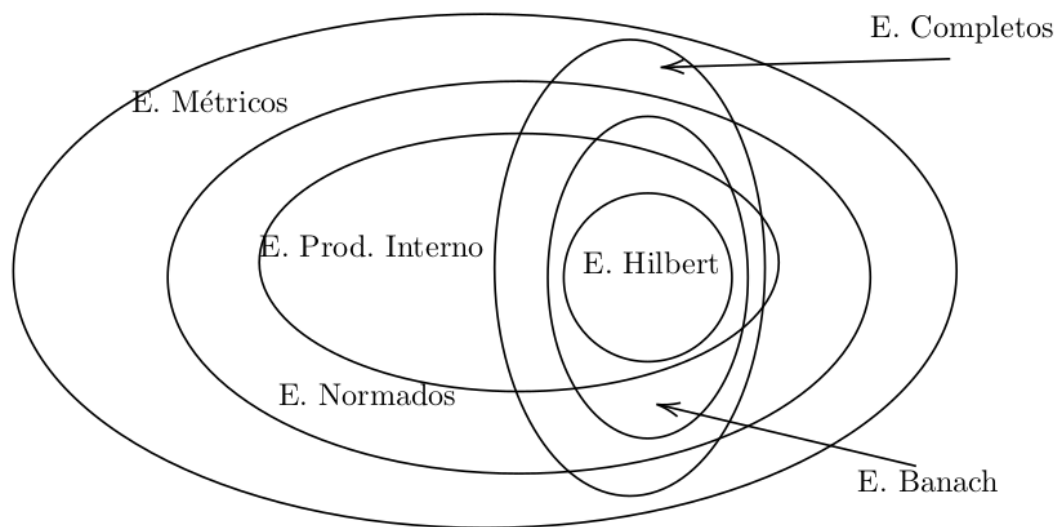 E. Completos
E. Métricos
E. Prod. Interno
E. Hilbert
E. Normados
E. Banach